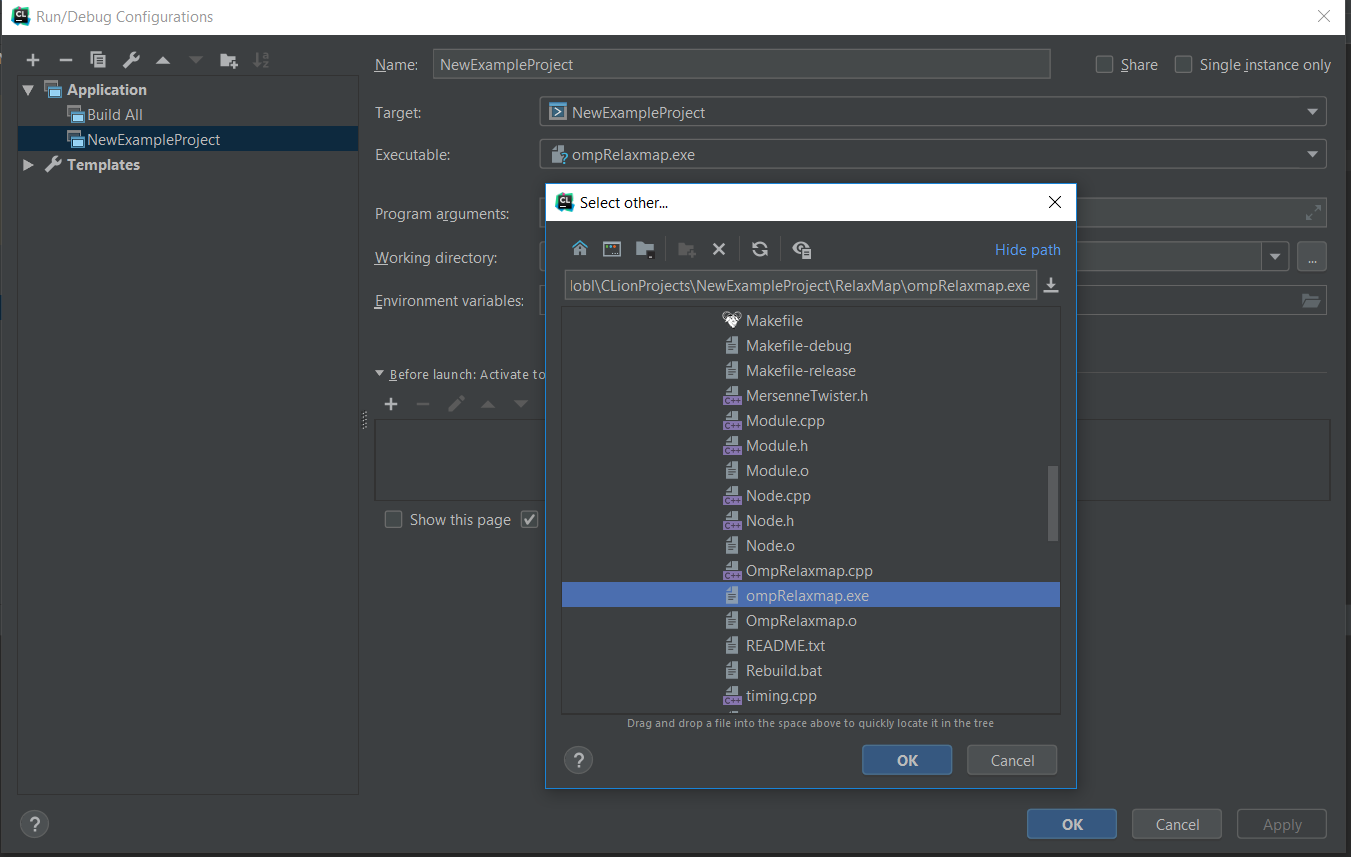 Run/Debug Configurations
Name: NewExampleProject Share Single instance only
Application
Build All
NewExampleProject
Templates
Target: NewExampleProject
Executable: ompRelaxmap.exe
Program arguments:
Working directory: ...
Environment variables:
Before launch: Activate to
Show this page
Select other...
Hide path
lobl\CLionProjects\NewExampleProject\RelaxMap\ompRelaxmap.exe
Makefile
Makefile-debug
Makefile-release
MersenneTwister.h
Module.cpp
Module.h
Module.o
Node.cpp
Node.h
Node.o
OmpRelaxmap.cpp
ompRelaxmap.exe
OmpRelaxmap.o
README.txt
Rebuild.bat
timing.cpp
Drag and drop a file into the space above to quickly locate it in the tree
? OK Cancel
? OK Cancel Apply